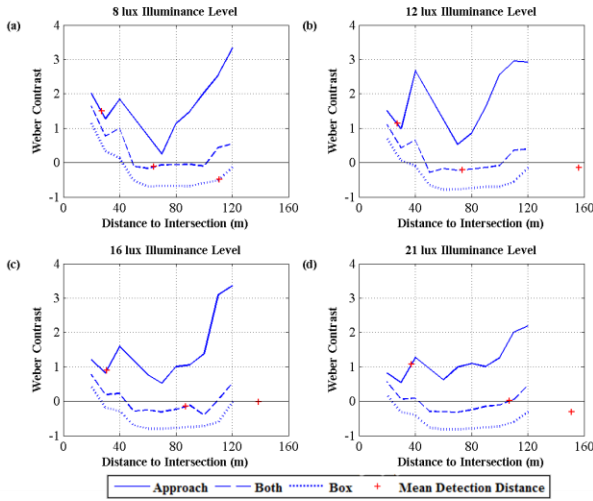 8 lux Illuminance Level
12 lux Illuminance Level
(a)
(b)
4
3
2
1
0
-1
Weber Contrast
0 40 80 120 160
Distance to Intersection (m)
4
3
2
1
0
-1
Weber Contrast
0 40 80 120 160
Distance to Intersection (m)
16 lux Illuminance Level
21 lux Illuminance Level
(c)
(d)
4
3
2
1
0
-1
Weber Contrast
0 40 80 120 160
Distance to Intersection (m)
4
3
2
1
0
-1
Weber Contrast
0 40 80 120 160
Distance to Intersection (m)
Approach Both Box Mean Detection Distance